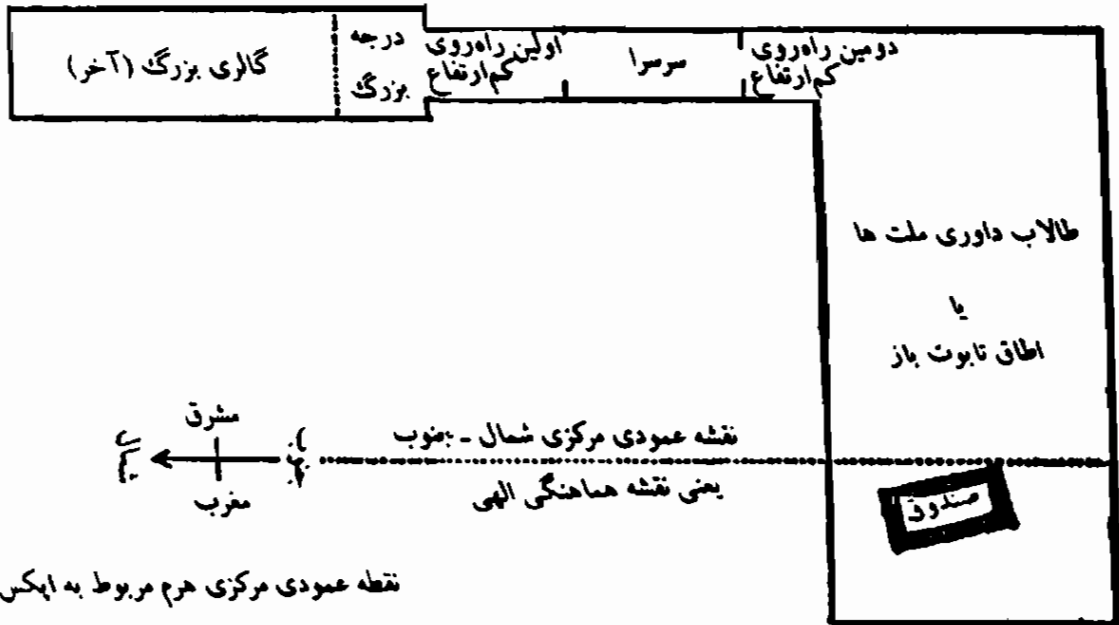 گالری بزرگ (آخر)
درجه
بزرگ
اولین راه‌روی
کم‌ارتفاع
سرسرا
دومین راه‌روی
کم‌ارتفاع
طالاب داوری ملت ها
یا
اطاق تابوت باز
نقشه عمودی مرکزی شمال - جنوب
یعنی نقشه هماهنگی الهی
مشرق
مغرب
جنوب
صندوق
نقطه عمودی مرکزی هرم مربوط به اپکس